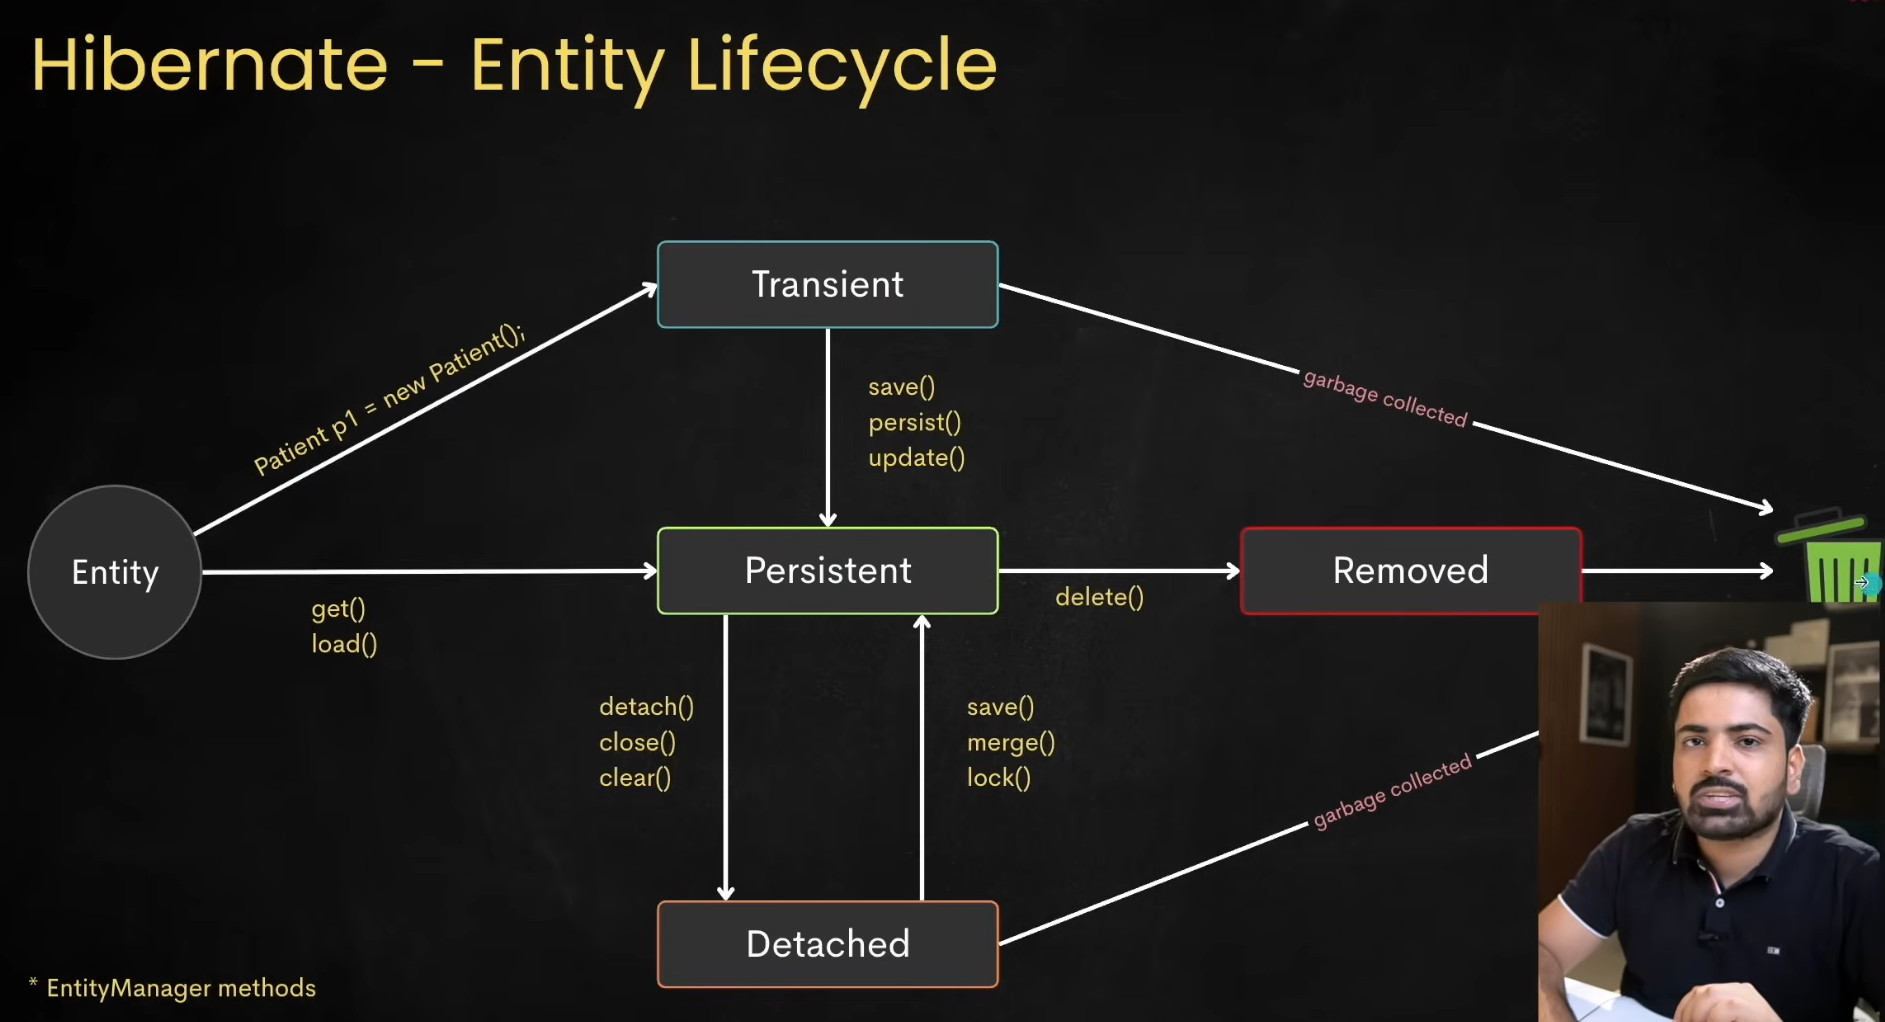 Hibernate - Entity Lifecycle
Transient
Patient p1 = new Patient();
save()
persist()
update()
garbage collected
Entity
get()
load()
Persistent
delete()
Removed
detach()
close()
clear()
save()
merge()
lock()
garbage collected
Detached
* EntityManager methods